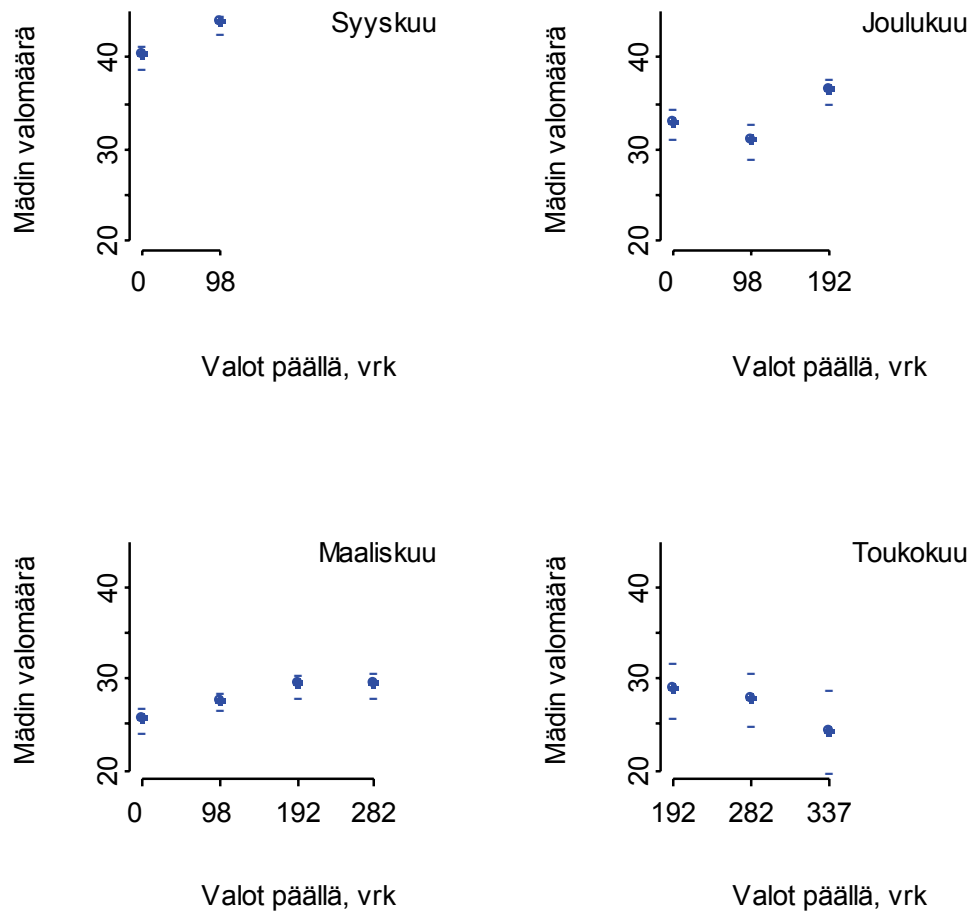 Syyskuu
Mädin valomäärä
40
30
20
0 98
Valot päällä, vrk
Joulukuu
Mädin valomäärä
40
30
20
0 98 192
Valot päällä, vrk
Maaliskuu
Mädin valomäärä
40
30
20
0 98 192 282
Valot päällä, vrk
Toukokuu
Mädin valomäärä
40
30
20
192 282 337
Valot päällä, vrk